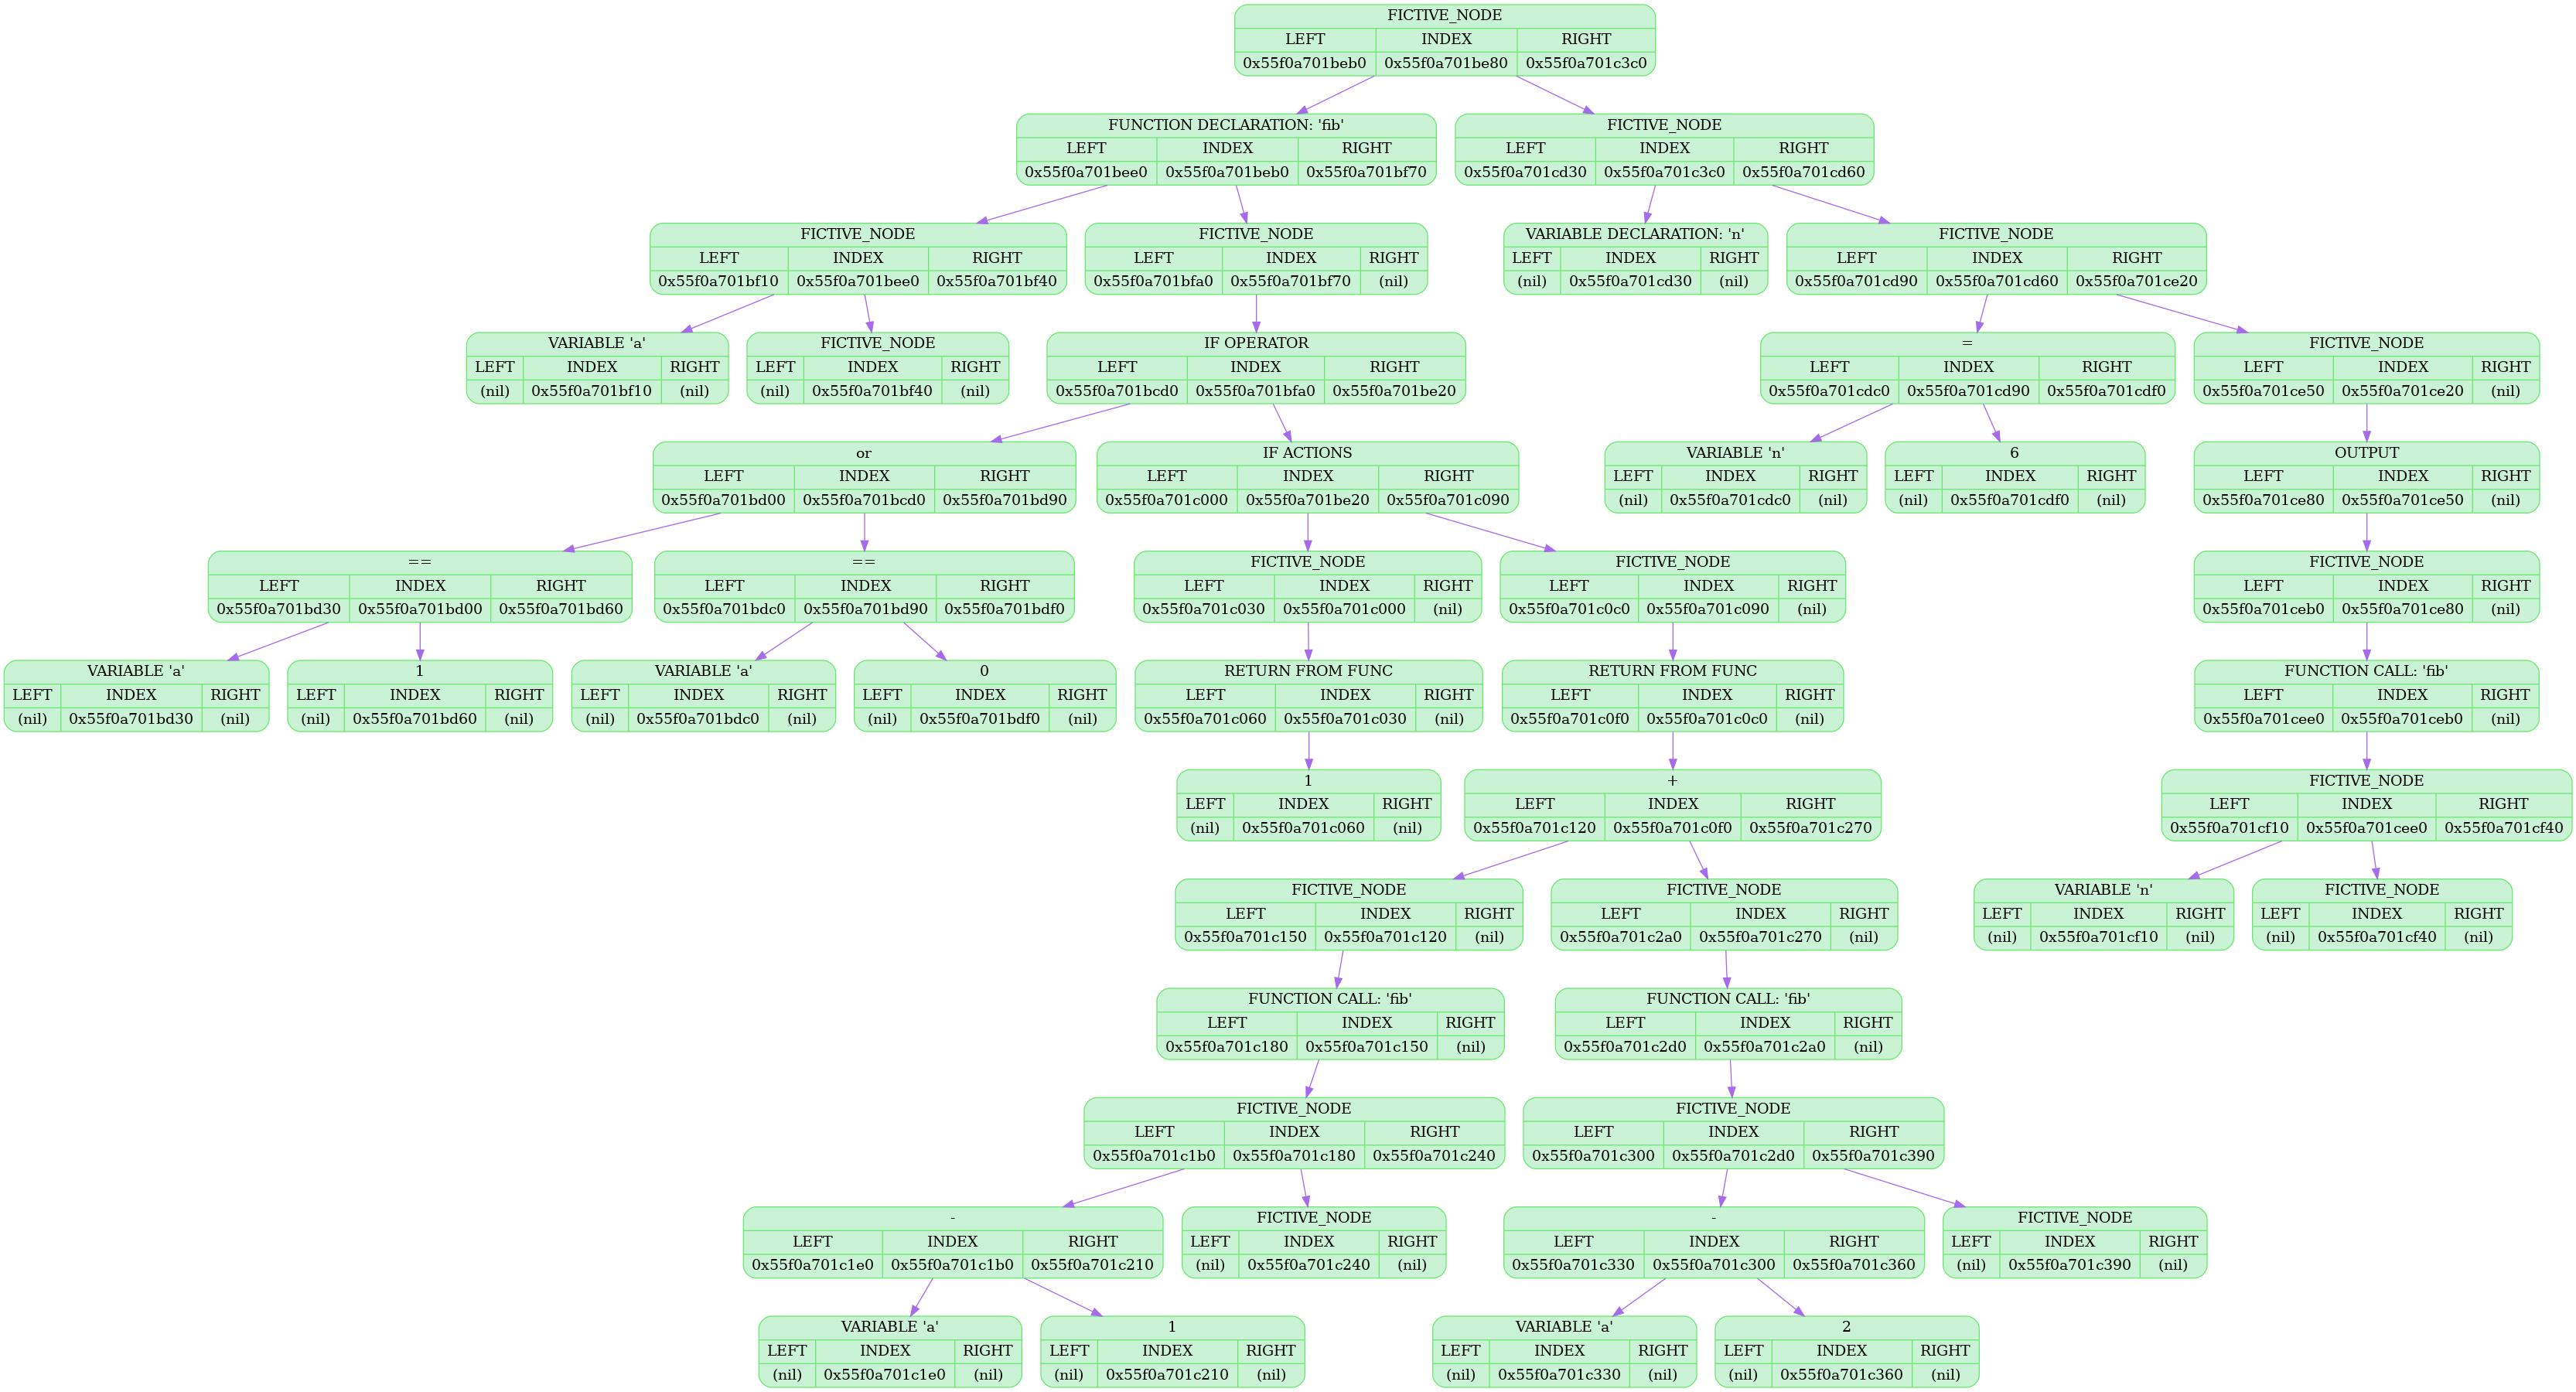 FICTIVE_NODE
LEFT INDEX RIGHT
0x55f0a701beb0 0x55f0a701be80 0x55f0a701c3c0
FUNCTION DECLARATION: 'fib'
LEFT INDEX RIGHT
0x55f0a701bee0 0x55f0a701beb0 0x55f0a701bf70
FICTIVE_NODE
LEFT INDEX RIGHT
0x55f0a701cd30 0x55f0a701c3c0 0x55f0a701cd60
FICTIVE_NODE
LEFT INDEX RIGHT
0x55f0a701bf10 0x55f0a701bee0 0x55f0a701bf40
FICTIVE_NODE
LEFT INDEX RIGHT
0x55f0a701bfa0 0x55f0a701bf70 (nil)
VARIABLE DECLARATION: 'n'
LEFT INDEX RIGHT
(nil) 0x55f0a701cd30 (nil)
FICTIVE_NODE
LEFT INDEX RIGHT
0x55f0a701cd90 0x55f0a701cd60 0x55f0a701ce20
VARIABLE 'a'
LEFT INDEX RIGHT
(nil) 0x55f0a701bf10 (nil)
FICTIVE_NODE
LEFT INDEX RIGHT
(nil) 0x55f0a701bf40 (nil)
IF OPERATOR
LEFT INDEX RIGHT
0x55f0a701bcd0 0x55f0a701bfa0 0x55f0a701be20
=
LEFT INDEX RIGHT
0x55f0a701cdc0 0x55f0a701cd90 0x55f0a701cdf0
FICTIVE_NODE
LEFT INDEX RIGHT
0x55f0a701ce50 0x55f0a701ce20 (nil)
or
LEFT INDEX RIGHT
0x55f0a701bd00 0x55f0a701bcd0 0x55f0a701bd90
IF ACTIONS
LEFT INDEX RIGHT
0x55f0a701c000 0x55f0a701be20 0x55f0a701c090
VARIABLE 'n'
LEFT INDEX RIGHT
(nil) 0x55f0a701cdc0 (nil)
6
LEFT INDEX RIGHT
(nil) 0x55f0a701cdf0 (nil)
OUTPUT
LEFT INDEX RIGHT
0x55f0a701ce80 0x55f0a701ce50 (nil)
==
LEFT INDEX RIGHT
0x55f0a701bd30 0x55f0a701bd00 0x55f0a701bd60
==
LEFT INDEX RIGHT
0x55f0a701bdc0 0x55f0a701bd90 0x55f0a701bdf0
FICTIVE_NODE
LEFT INDEX RIGHT
0x55f0a701c030 0x55f0a701c000 (nil)
FICTIVE_NODE
LEFT INDEX RIGHT
0x55f0a701c0c0 0x55f0a701c090 (nil)
FICTIVE_NODE
LEFT INDEX RIGHT
0x55f0a701ceb0 0x55f0a701ce80 (nil)
VARIABLE 'a'
LEFT INDEX RIGHT
(nil) 0x55f0a701bd30 (nil)
1
LEFT INDEX RIGHT
(nil) 0x55f0a701bd60 (nil)
VARIABLE 'a'
LEFT INDEX RIGHT
(nil) 0x55f0a701bdc0 (nil)
0
LEFT INDEX RIGHT
(nil) 0x55f0a701bdf0 (nil)
RETURN FROM FUNC
LEFT INDEX RIGHT
0x55f0a701c060 0x55f0a701c030 (nil)
RETURN FROM FUNC
LEFT INDEX RIGHT
0x55f0a701c0f0 0x55f0a701c0c0 (nil)
FUNCTION CALL: 'fib'
LEFT INDEX RIGHT
0x55f0a701cee0 0x55f0a701ceb0 (nil)
1
LEFT INDEX RIGHT
(nil) 0x55f0a701c060 (nil)
+
LEFT INDEX RIGHT
0x55f0a701c120 0x55f0a701c0f0 0x55f0a701c270
FICTIVE_NODE
LEFT INDEX RIGHT
0x55f0a701cf10 0x55f0a701cee0 0x55f0a701cf40
FICTIVE_NODE
LEFT INDEX RIGHT
0x55f0a701c150 0x55f0a701c120 (nil)
FICTIVE_NODE
LEFT INDEX RIGHT
0x55f0a701c2a0 0x55f0a701c270 (nil)
VARIABLE 'n'
LEFT INDEX RIGHT
(nil) 0x55f0a701cf10 (nil)
FICTIVE_NODE
LEFT INDEX RIGHT
(nil) 0x55f0a701cf40 (nil)
FUNCTION CALL: 'fib'
LEFT INDEX RIGHT
0x55f0a701c180 0x55f0a701c150 (nil)
FUNCTION CALL: 'fib'
LEFT INDEX RIGHT
0x55f0a701c2d0 0x55f0a701c2a0 (nil)
FICTIVE_NODE
LEFT INDEX RIGHT
0x55f0a701c1b0 0x55f0a701c180 0x55f0a701c240
FICTIVE_NODE
LEFT INDEX RIGHT
0x55f0a701c300 0x55f0a701c2d0 0x55f0a701c390
-
LEFT INDEX RIGHT
0x55f0a701c1e0 0x55f0a701c1b0 0x55f0a701c210
FICTIVE_NODE
LEFT INDEX RIGHT
(nil) 0x55f0a701c240 (nil)
-
LEFT INDEX RIGHT
0x55f0a701c330 0x55f0a701c300 0x55f0a701c360
FICTIVE_NODE
LEFT INDEX RIGHT
(nil) 0x55f0a701c390 (nil)
VARIABLE 'a'
LEFT INDEX RIGHT
(nil) 0x55f0a701c1e0 (nil)
1
LEFT INDEX RIGHT
(nil) 0x55f0a701c210 (nil)
VARIABLE 'a'
LEFT INDEX RIGHT
(nil) 0x55f0a701c330 (nil)
2
LEFT INDEX RIGHT
(nil) 0x55f0a701c360 (nil)